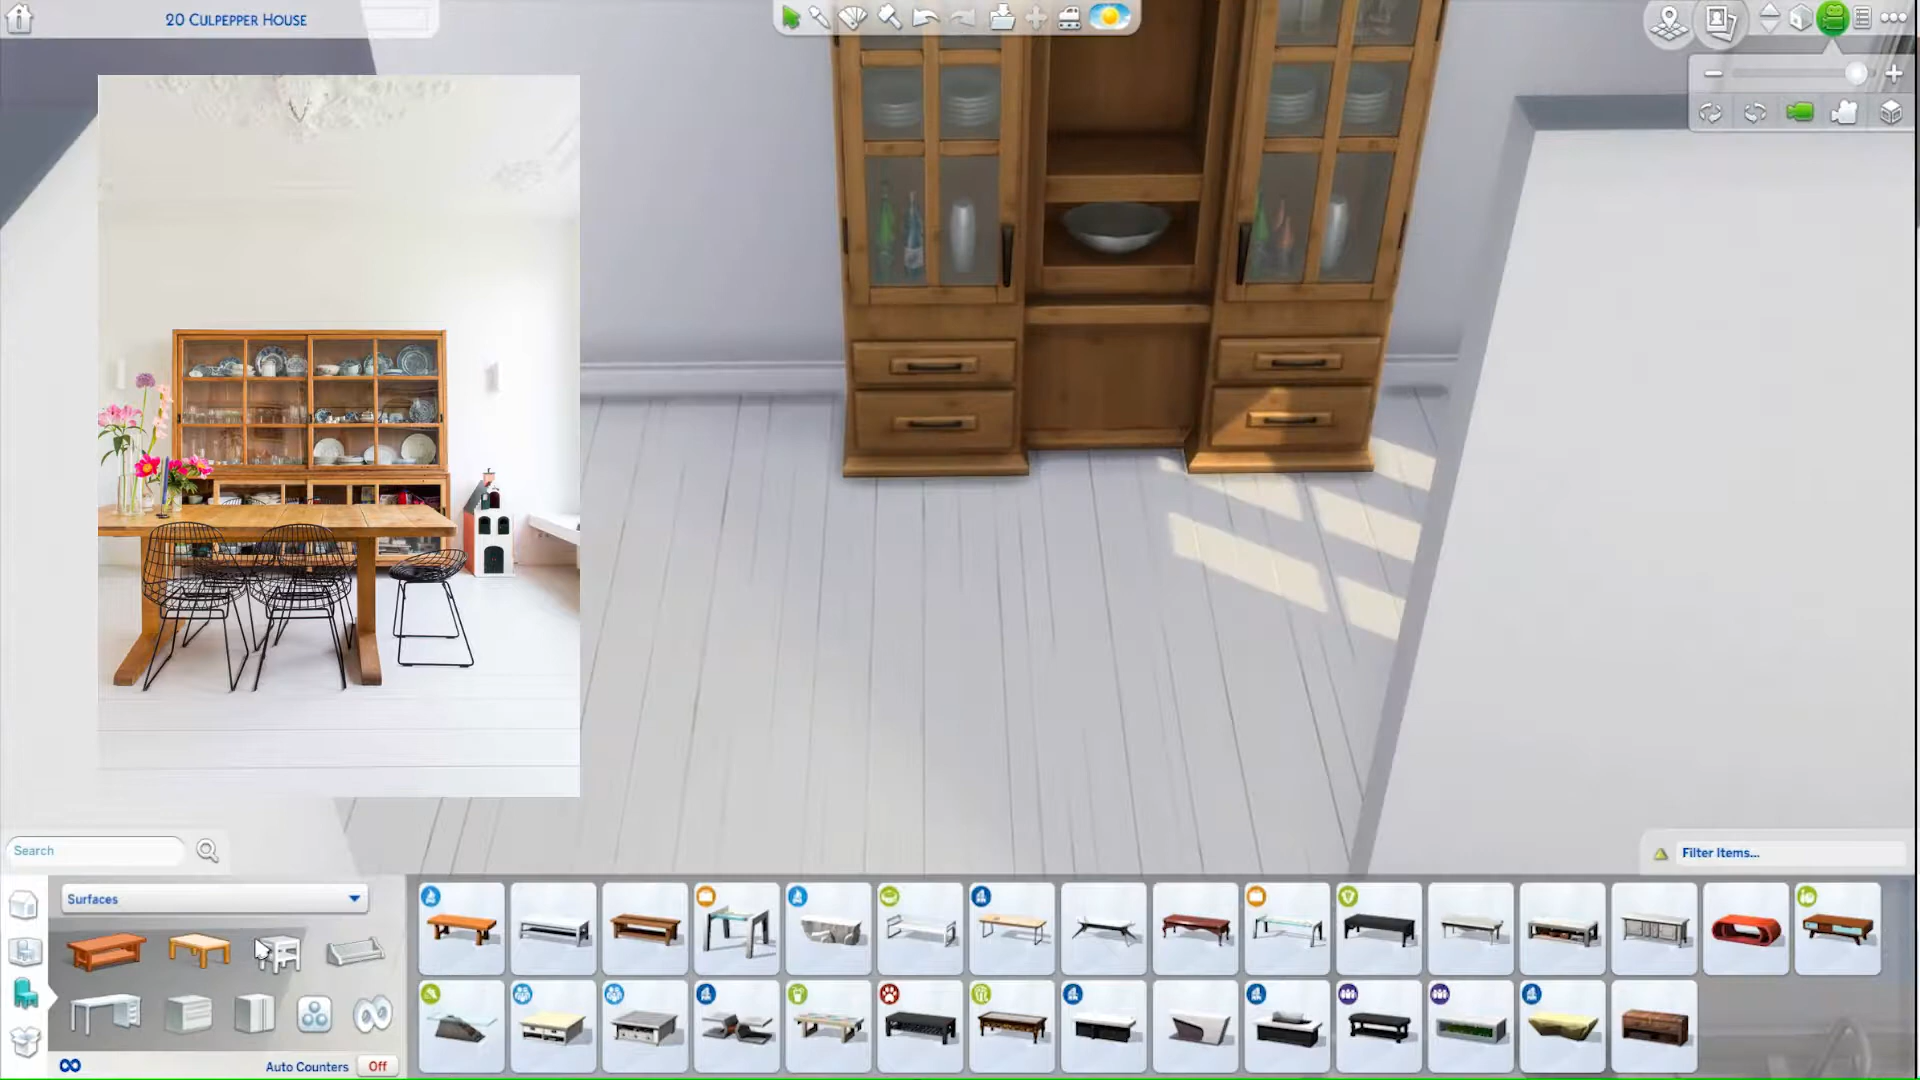 20 Culpepper House
Search
Filter Items...
Surfaces
Auto Counters
Off